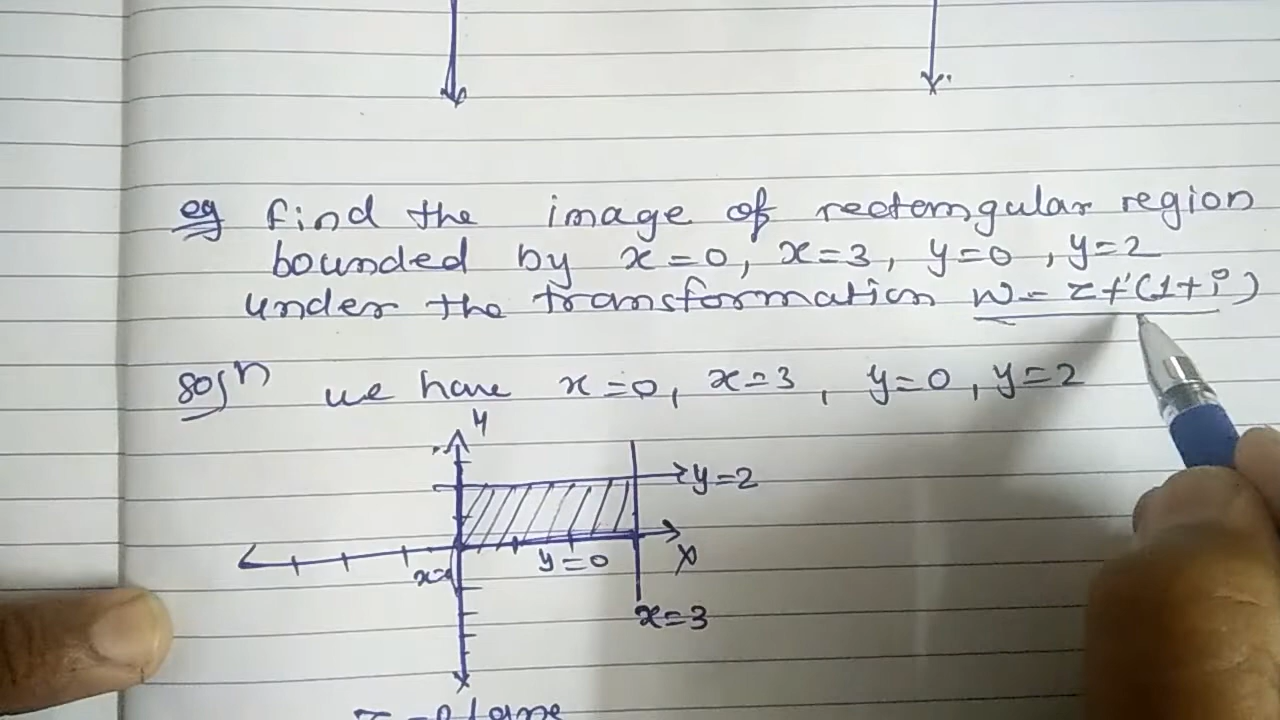 eg find the image of rectemgular region
bounded by x=0, x=3, y=0, y=2
under the transformation w=z+(1+i)
Solⁿ we have x=0, x=3, y=0, y=2
y
y=2
y=0
X
x=3
z-plane